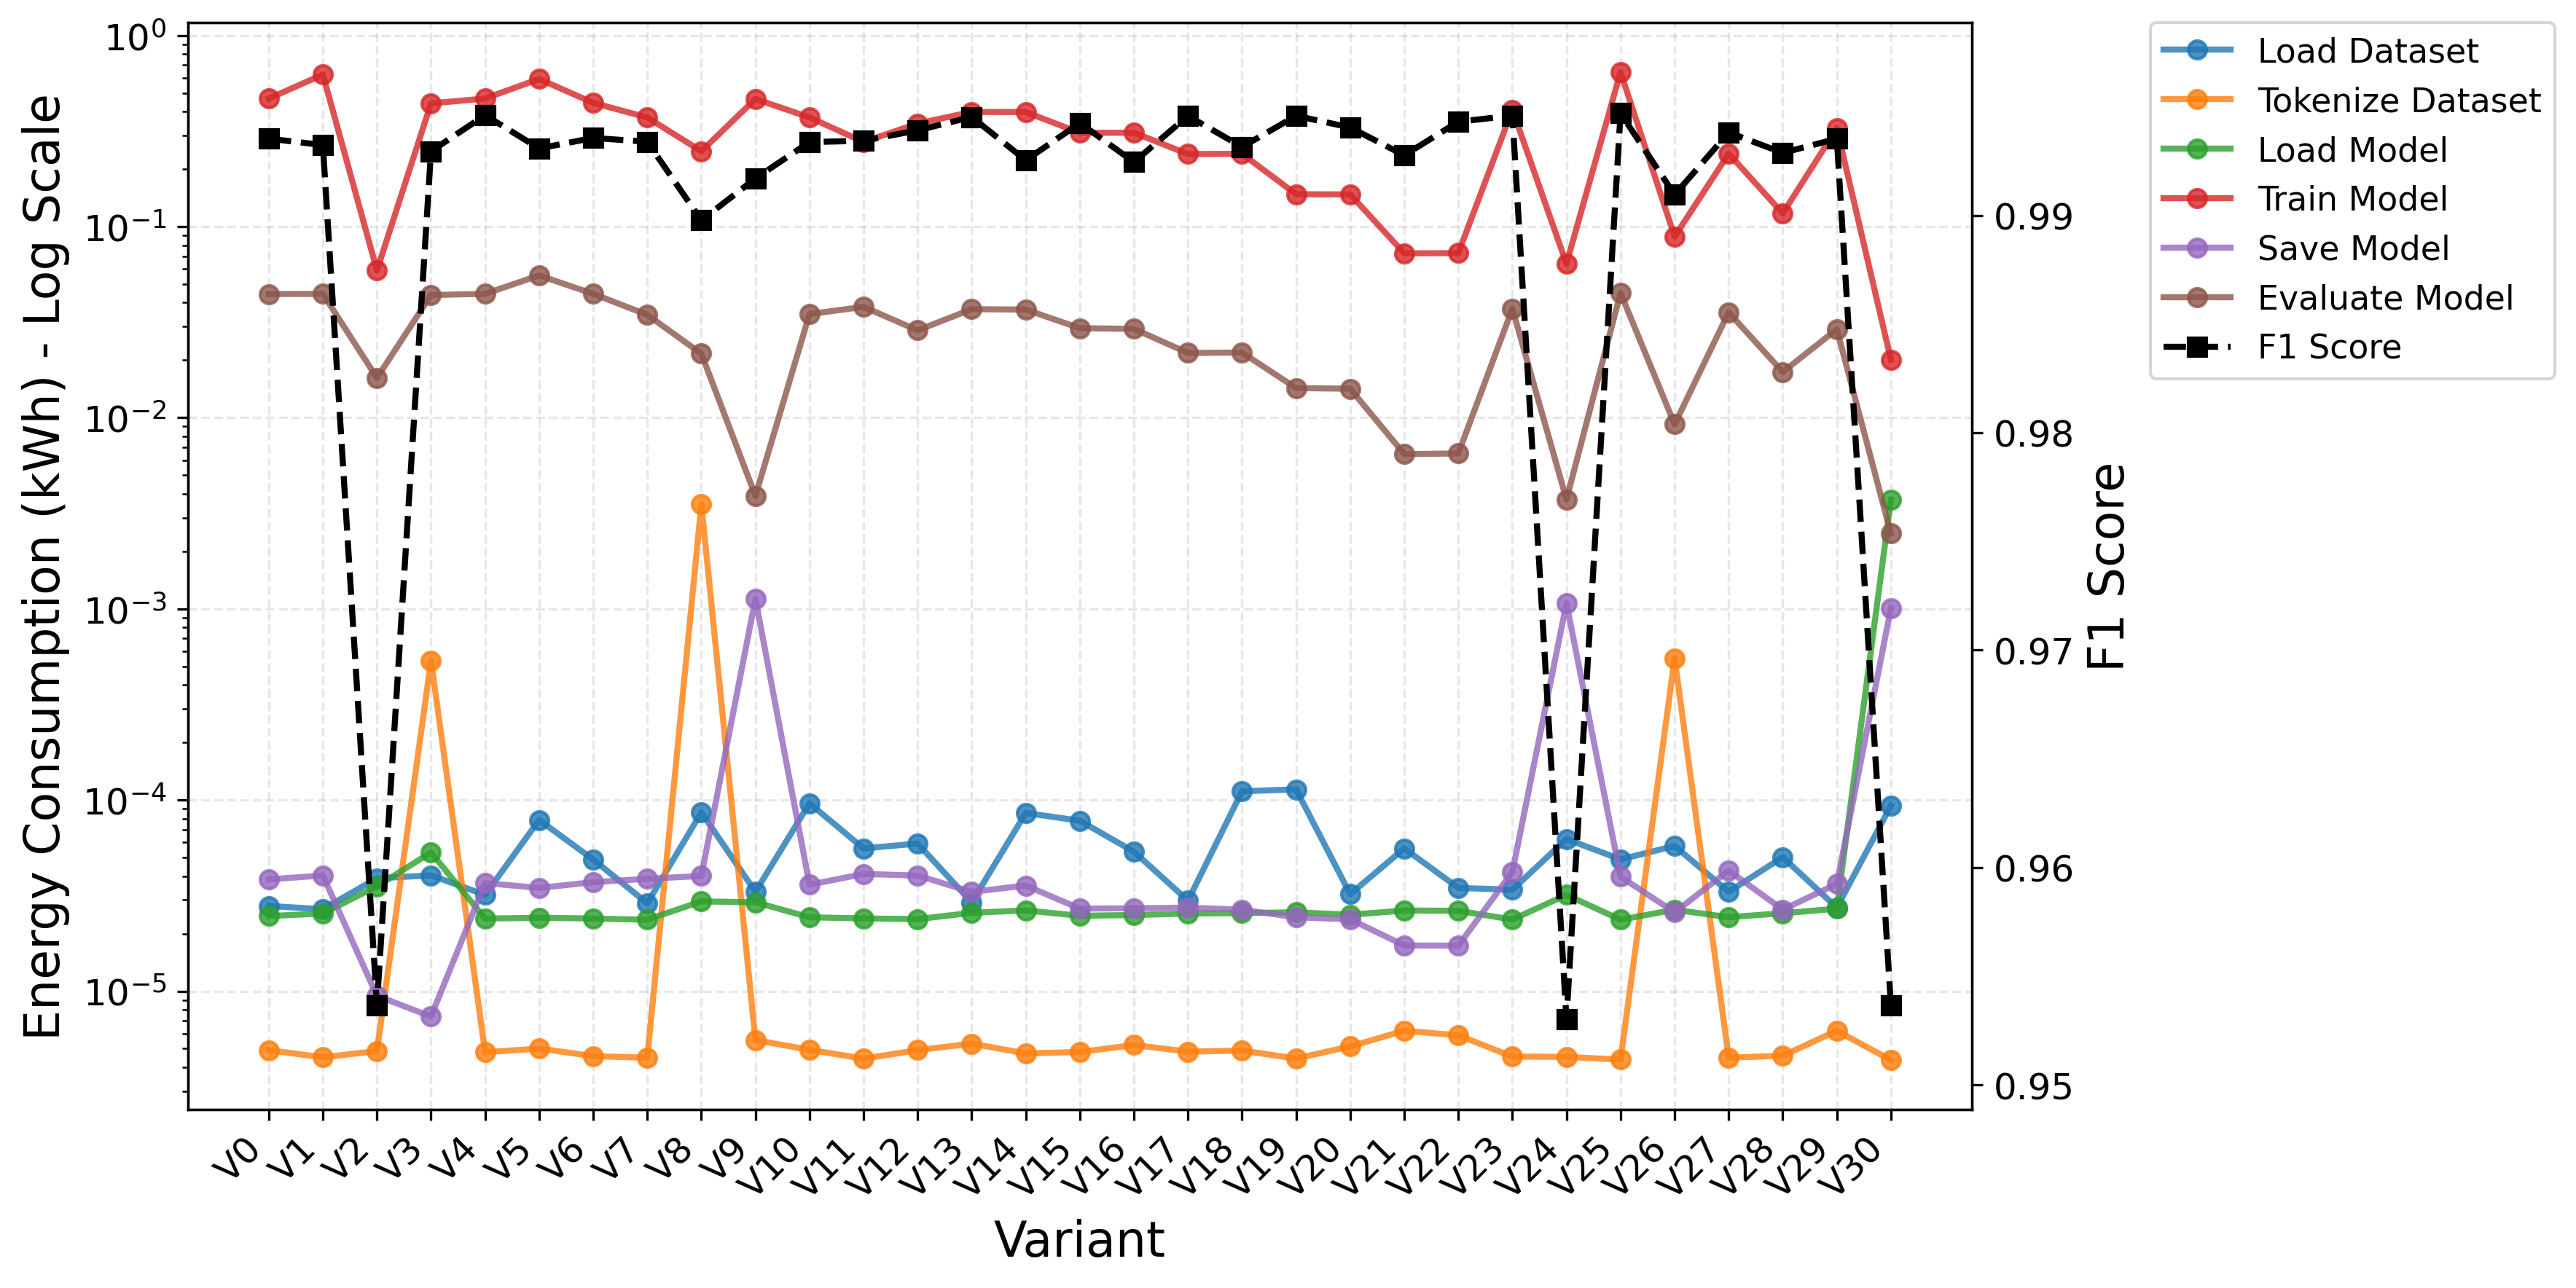 Energy Consumption (kWh) - Log Scale
10⁰
10⁻¹
10⁻²
10⁻³
10⁻⁴
10⁻⁵
V0
V1
V2
V3
V4
V5
V6
V7
V8
V9
V10
V11
V12
V13
V14
V15
V16
V17
V18
V19
V20
V21
V22
V23
V24
V25
V26
V27
V28
V29
V30
Variant
0.99
0.98
0.97
0.96
0.95
F1 Score
Load Dataset
Tokenize Dataset
Load Model
Train Model
Save Model
Evaluate Model
F1 Score